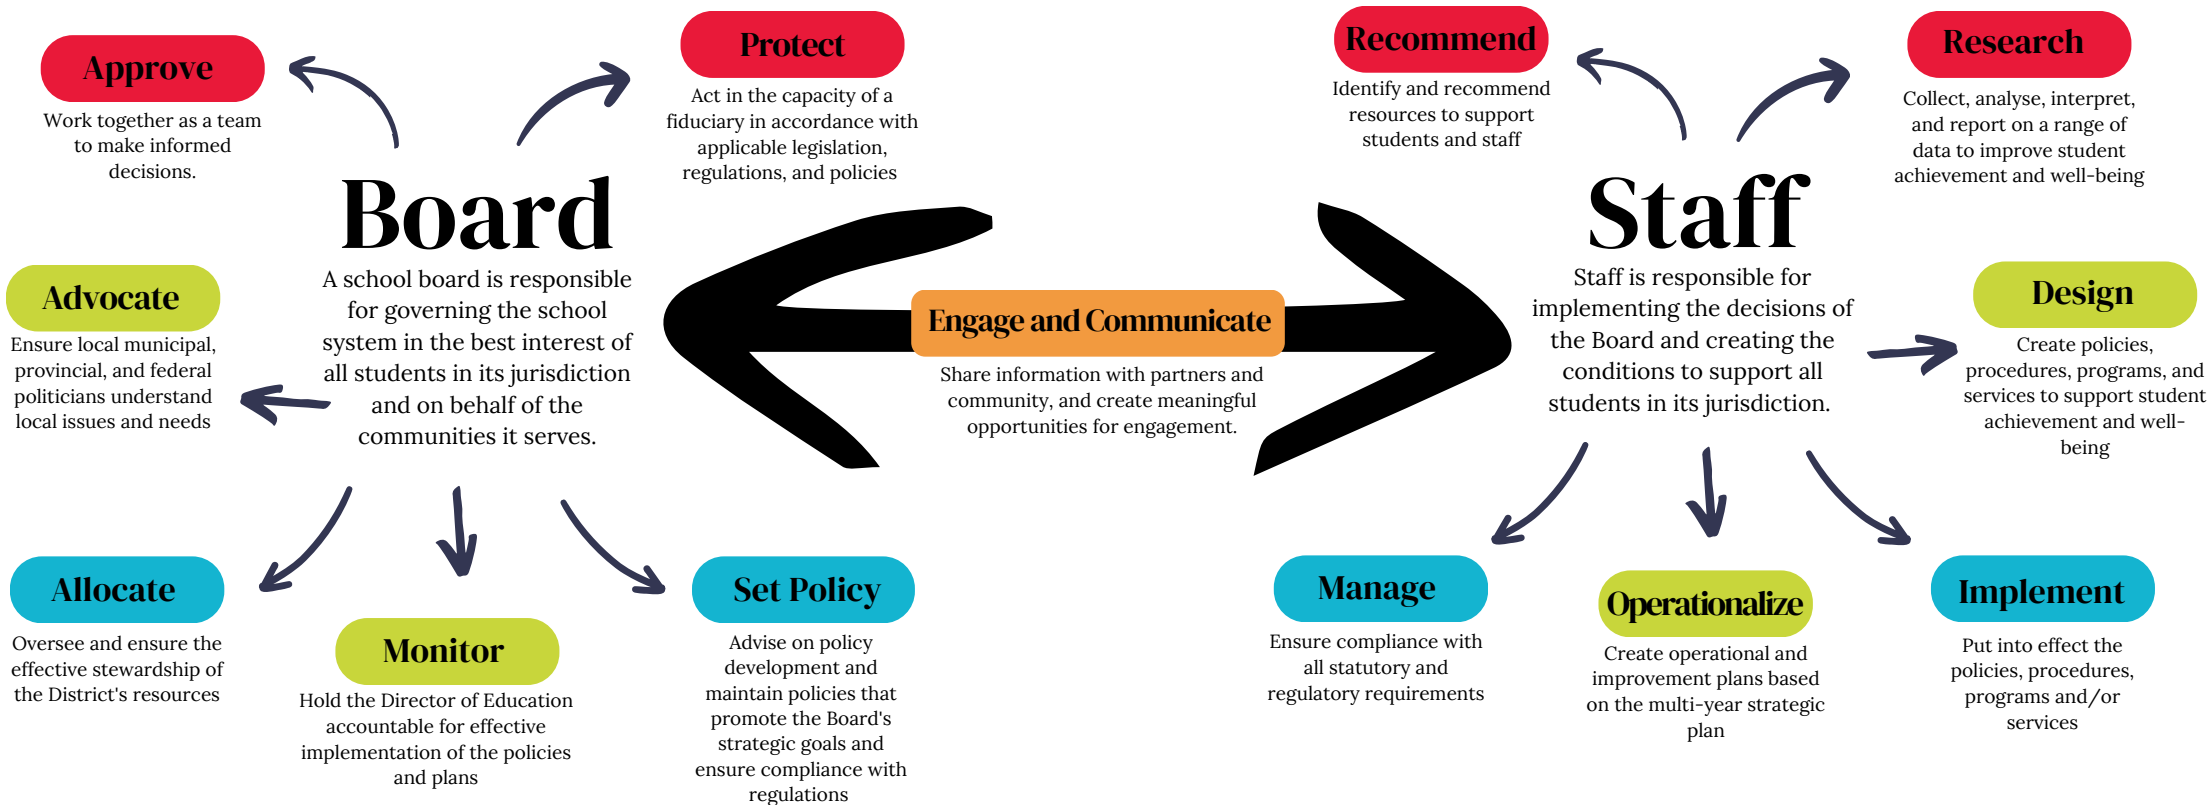 Approve
Work together as a team
to make informed
decisions.
Protect
Act in the capacity of a
fiduciary in accordance with
applicable legislation,
regulations, and policies
Board
A school board is responsible
for governing the school
system in the best interest of
all students in its jurisdiction
and on behalf of the
communities it serves.
Advocate
Ensure local municipal,
provincial, and federal
politicians understand
local issues and needs
Allocate
Oversee and ensure the
effective stewardship of
the District's resources
Monitor
Hold the Director of Education
accountable for effective
implementation of the policies
and plans
Set Policy
Advise on policy
development and
maintain policies that
promote the Board's
strategic goals and
ensure compliance with
regulations
Engage and Communicate
Share information with partners and
community, and create meaningful
opportunities for engagement.
Recommend
Identify and recommend
resources to support
students and staff
Research
Collect, analyse, interpret,
and report on a range of
data to improve student
achievement and well-being
Staff
Staff is responsible for
implementing the decisions of
the Board and creating the
conditions to support all
students in its jurisdiction.
Design
Create policies,
procedures, programs, and
services to support student
achievement and well-
being
Manage
Ensure compliance with
all statutory and
regulatory requirements
Operationalize
Create operational and
improvement plans based
on the multi-year strategic
plan
Implement
Put into effect the
policies, procedures,
programs and/or
services